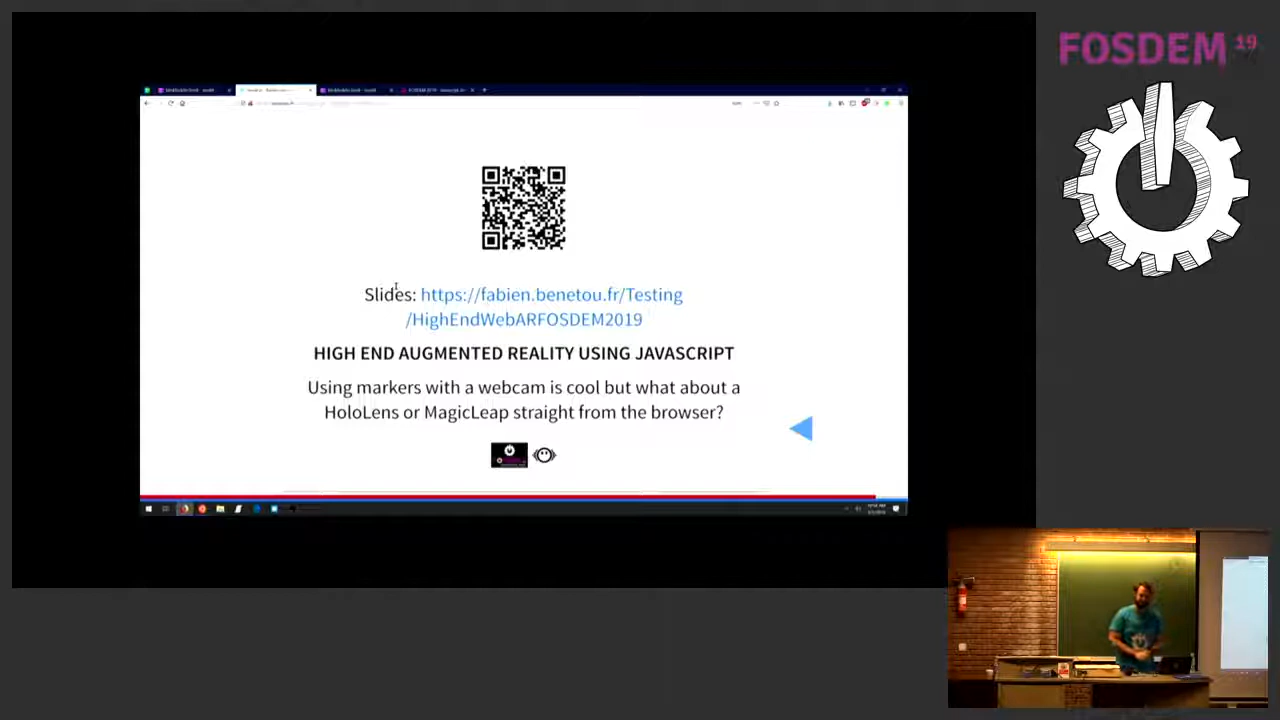 FOSDEM 19
Slides: https://fabien.benetou.fr/Testing
/HighEndWebARFOSDEM2019
HIGH END AUGMENTED REALITY USING JAVASCRIPT
Using markers with a webcam is cool but what about a
HoloLens or MagicLeap straight from the browser?